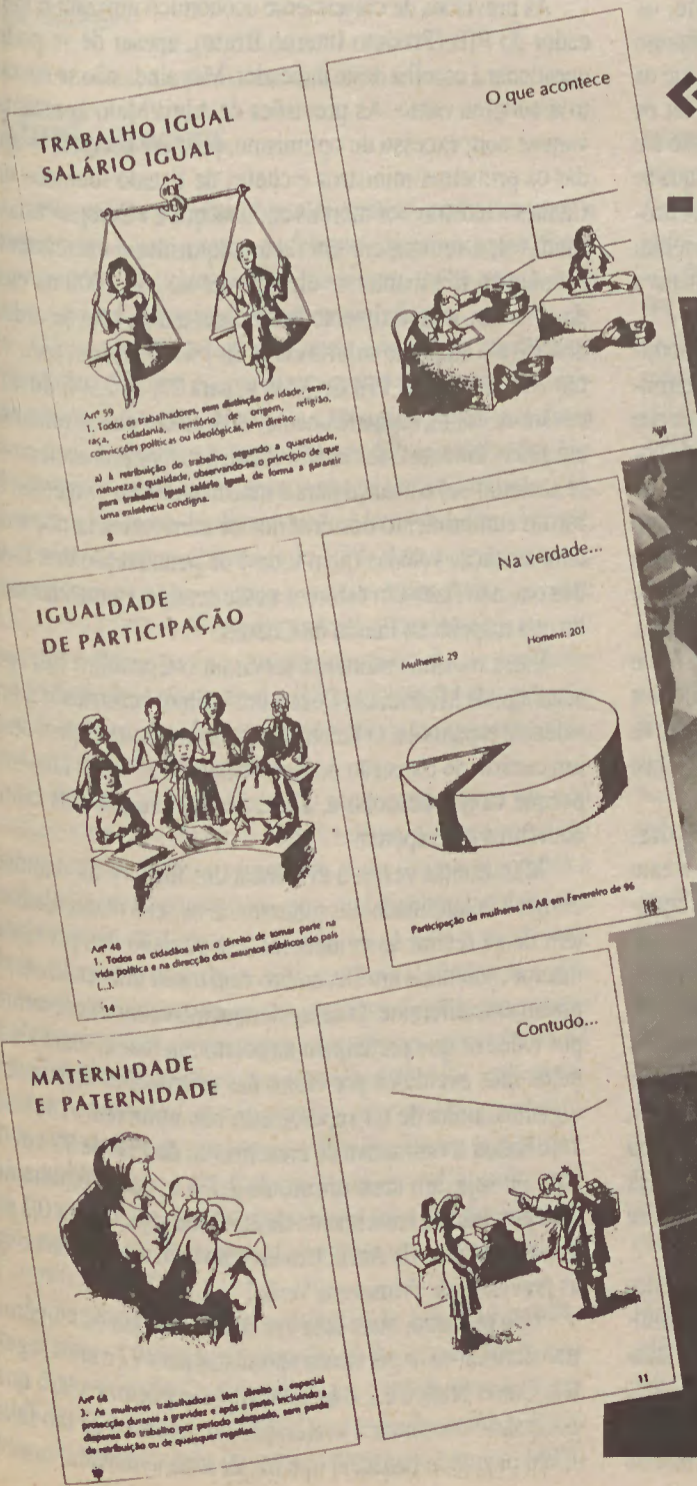 TRABALHO IGUAL
SALÁRIO IGUAL
Artº 59
1. Todos os trabalhadores, sem distinção de idade, sexo,
raça, cidadania, território de origem, religião,
convicções políticas ou ideológicas, têm direito:
a) à retribuição do trabalho, segundo a quantidade,
natureza e qualidade, observando-se o princípio de que
para trabalho igual salário igual, de forma a garantir
uma existência condigna.
8
O que acontece
IGUALDADE
DE PARTICIPAÇÃO
Artº 48
1. Todos os cidadãos têm o direito de tomar parte na
vida política e na direcção dos assuntos públicos do país
(...).
14
Na verdade...
Mulheres: 29
Homens: 201
Participação de mulheres na AR em Fevereiro de 96
MATERNIDADE
E PATERNIDADE
Artº 68
3. As mulheres trabalhadoras têm direito a especial
protecção durante a gravidez e após o parto, incluindo a
dispensa do trabalho por período adequado, sem perda
de retribuição ou de quaisquer regalias.
Contudo...
11